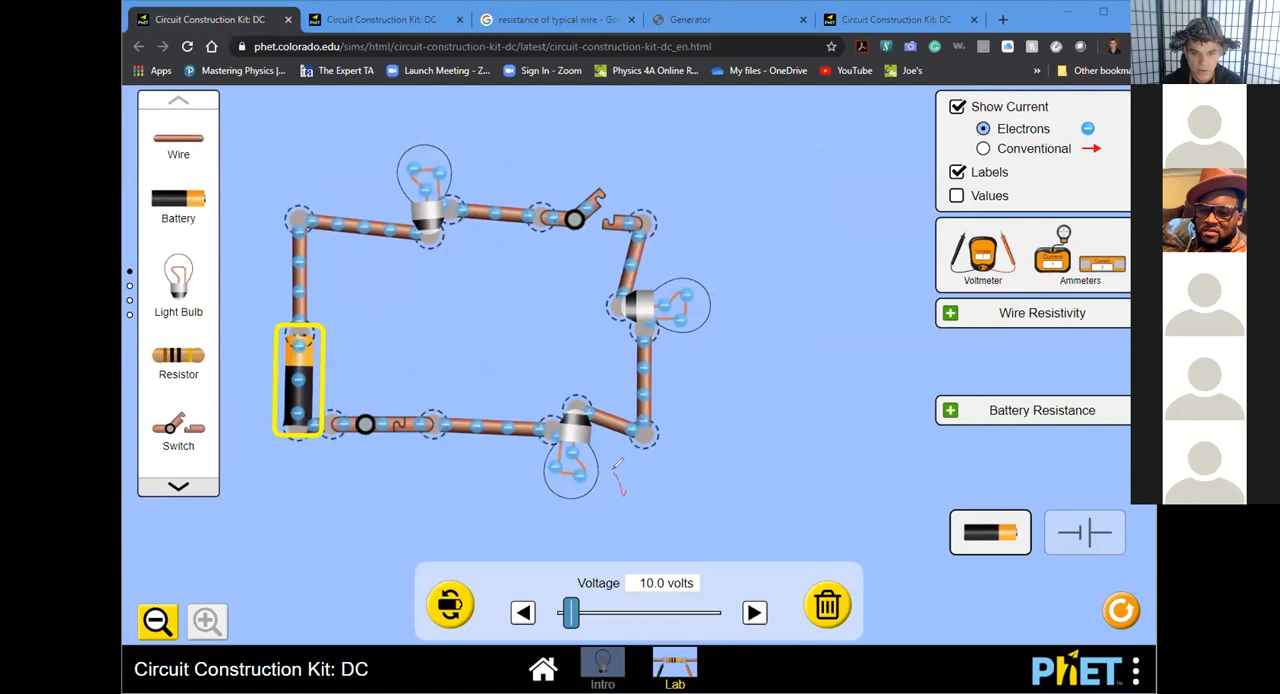 Circuit Construction Kit: DC
Circuit Construction Kit: DC
resistance of typical wire - Go
Generator
Circuit Construction Kit: DC
phet.colorado.edu/sims/html/circuit-construction-kit-dc/latest/circuit-construction-kit-dc_en.html
Apps
Mastering Physics |...
The Expert TA
Launch Meeting - Z...
Sign In - Zoom
Physics 4A Online R...
My files - OneDrive
YouTube
Joe's
»
Other bookma
Wire
Battery
Light Bulb
Resistor
Switch
Show Current
Electrons
Conventional
Labels
Values
Voltmeter
Ammeters
Wire Resistivity
Battery Resistance
Voltage 10.0 volts
Circuit Construction Kit: DC
Intro
Lab
PhET